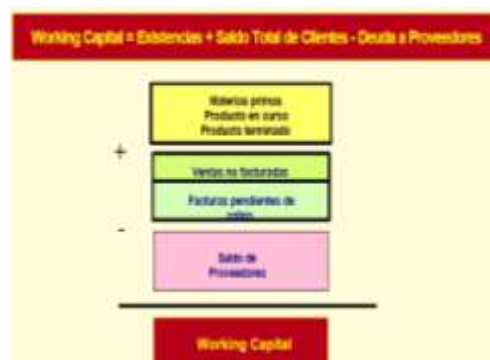 Working Capital = Existencias + Saldo Total de Clientes - Deuda a Proveedores
Materias primas
Producto en curso
Producto terminado
+
Ventas no facturadas
Facturas pendientes de
cobro
-
Saldo de
Proveedores
Working Capital